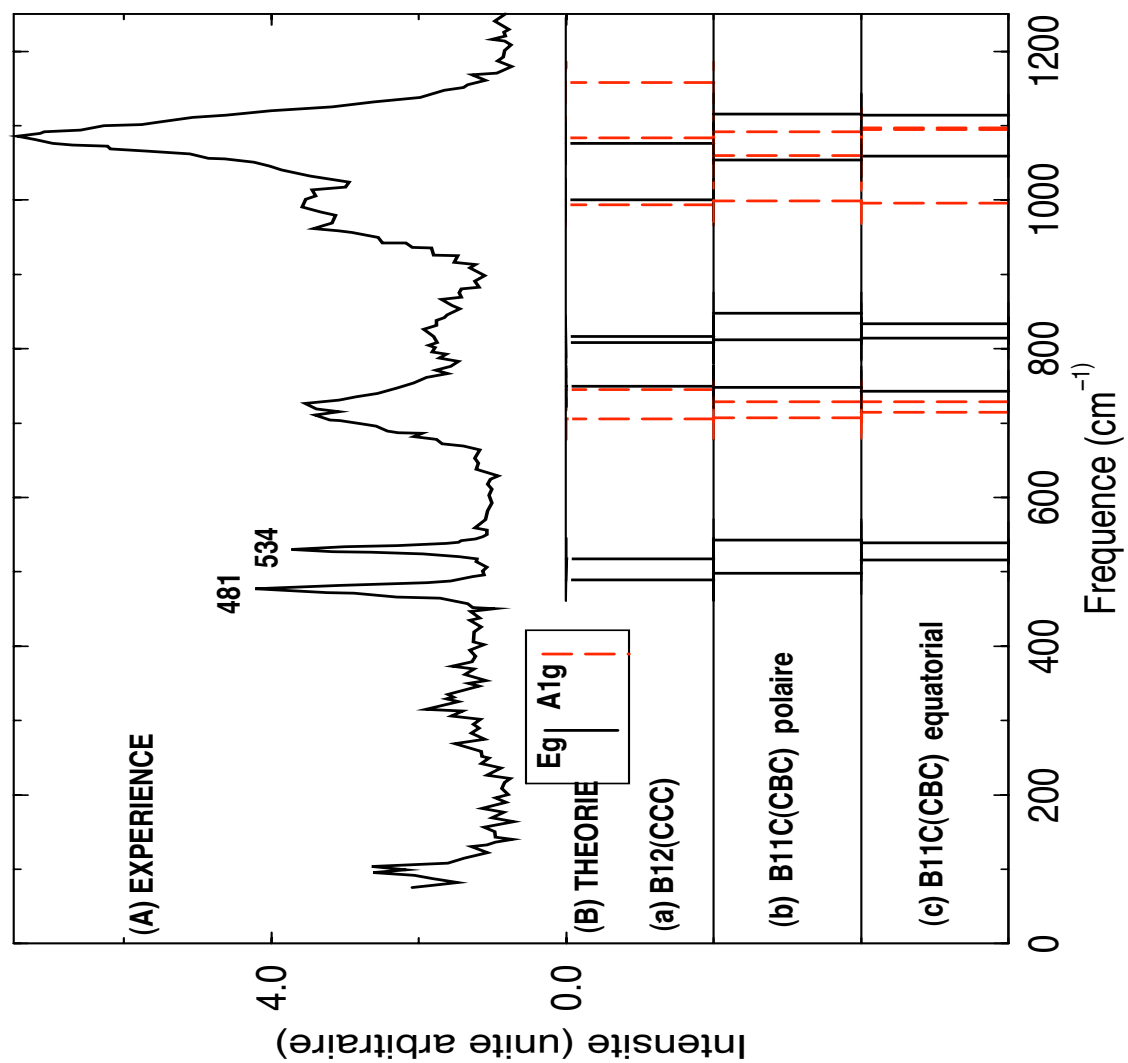 (A) EXPERIENCE
481
534
4.0
0.0
Intensite (unite arbitraire)
Eg A1g
(B) THEORIE
(a) B12(CCC)
(b) B11C(CBC) polaire
(c) B11C(CBC) equatorial
0 200 400 600 800 1000 1200
Frequence (cm−1)